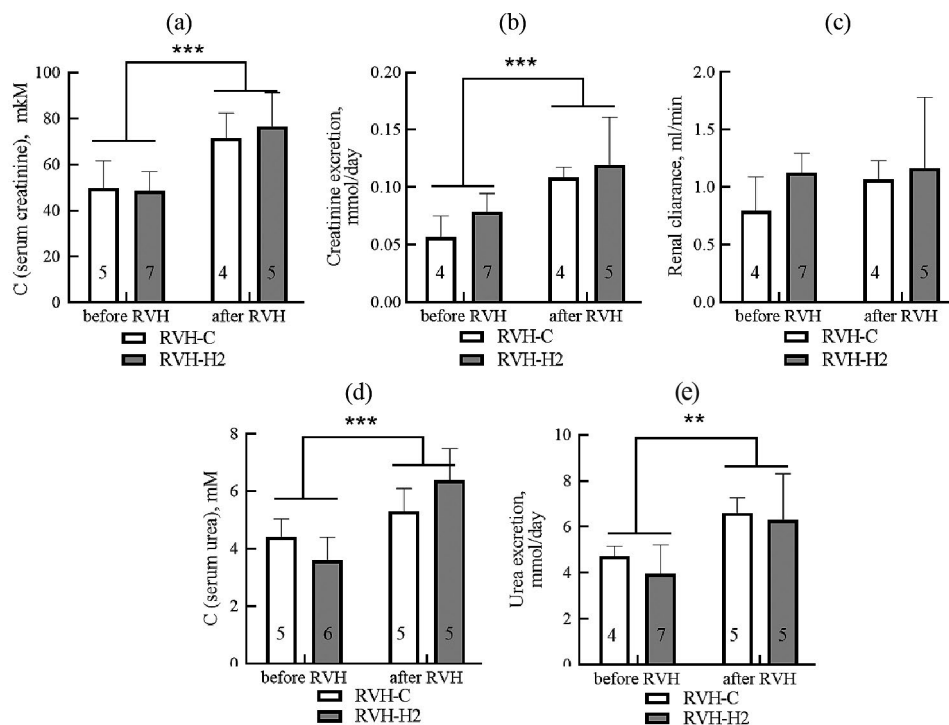 (a)
***
C (serum creatinine), mkM
100
80
60
40
20
0
5
7
4
5
before RVH
after RVH
RVH-C
RVH-H2
(b)
***
Creatinine excretion,
mmol/day
0.20
0.15
0.10
0.05
0.00
4
7
4
5
before RVH
after RVH
RVH-C
RVH-H2
(c)
Renal cliarance, ml/min
2.0
1.5
1.0
0.5
0.0
4
7
4
5
before RVH
after RVH
RVH-C
RVH-H2
(d)
***
C (serum urea), mM
8
6
4
2
0
5
6
5
5
before RVH
after RVH
RVH-C
RVH-H2
(e)
**
Urea excretion,
mmol/day
10
8
6
4
2
0
4
7
5
5
before RVH
after RVH
RVH-C
RVH-H2